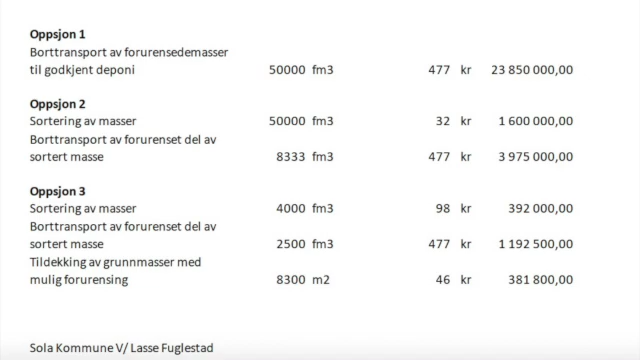 Oppsjon 1
Borttransport av forurensedemasser
til godkjent deponi 50000 fm3 477 kr 23 850 000,00
Oppsjon 2
Sortering av masser 50000 fm3 32 kr 1 600 000,00
Borttransport av forurenset del av
sortert masse 8333 fm3 477 kr 3 975 000,00
Oppsjon 3
Sortering av masser 4000 fm3 98 kr 392 000,00
Borttransport av forurenset del av
sortert masse 2500 fm3 477 kr 1 192 500,00
Tildekking av grunnmasser med
mulig forurensing 8300 m2 46 kr 381 800,00
Sola Kommune V/ Lasse Fuglestad